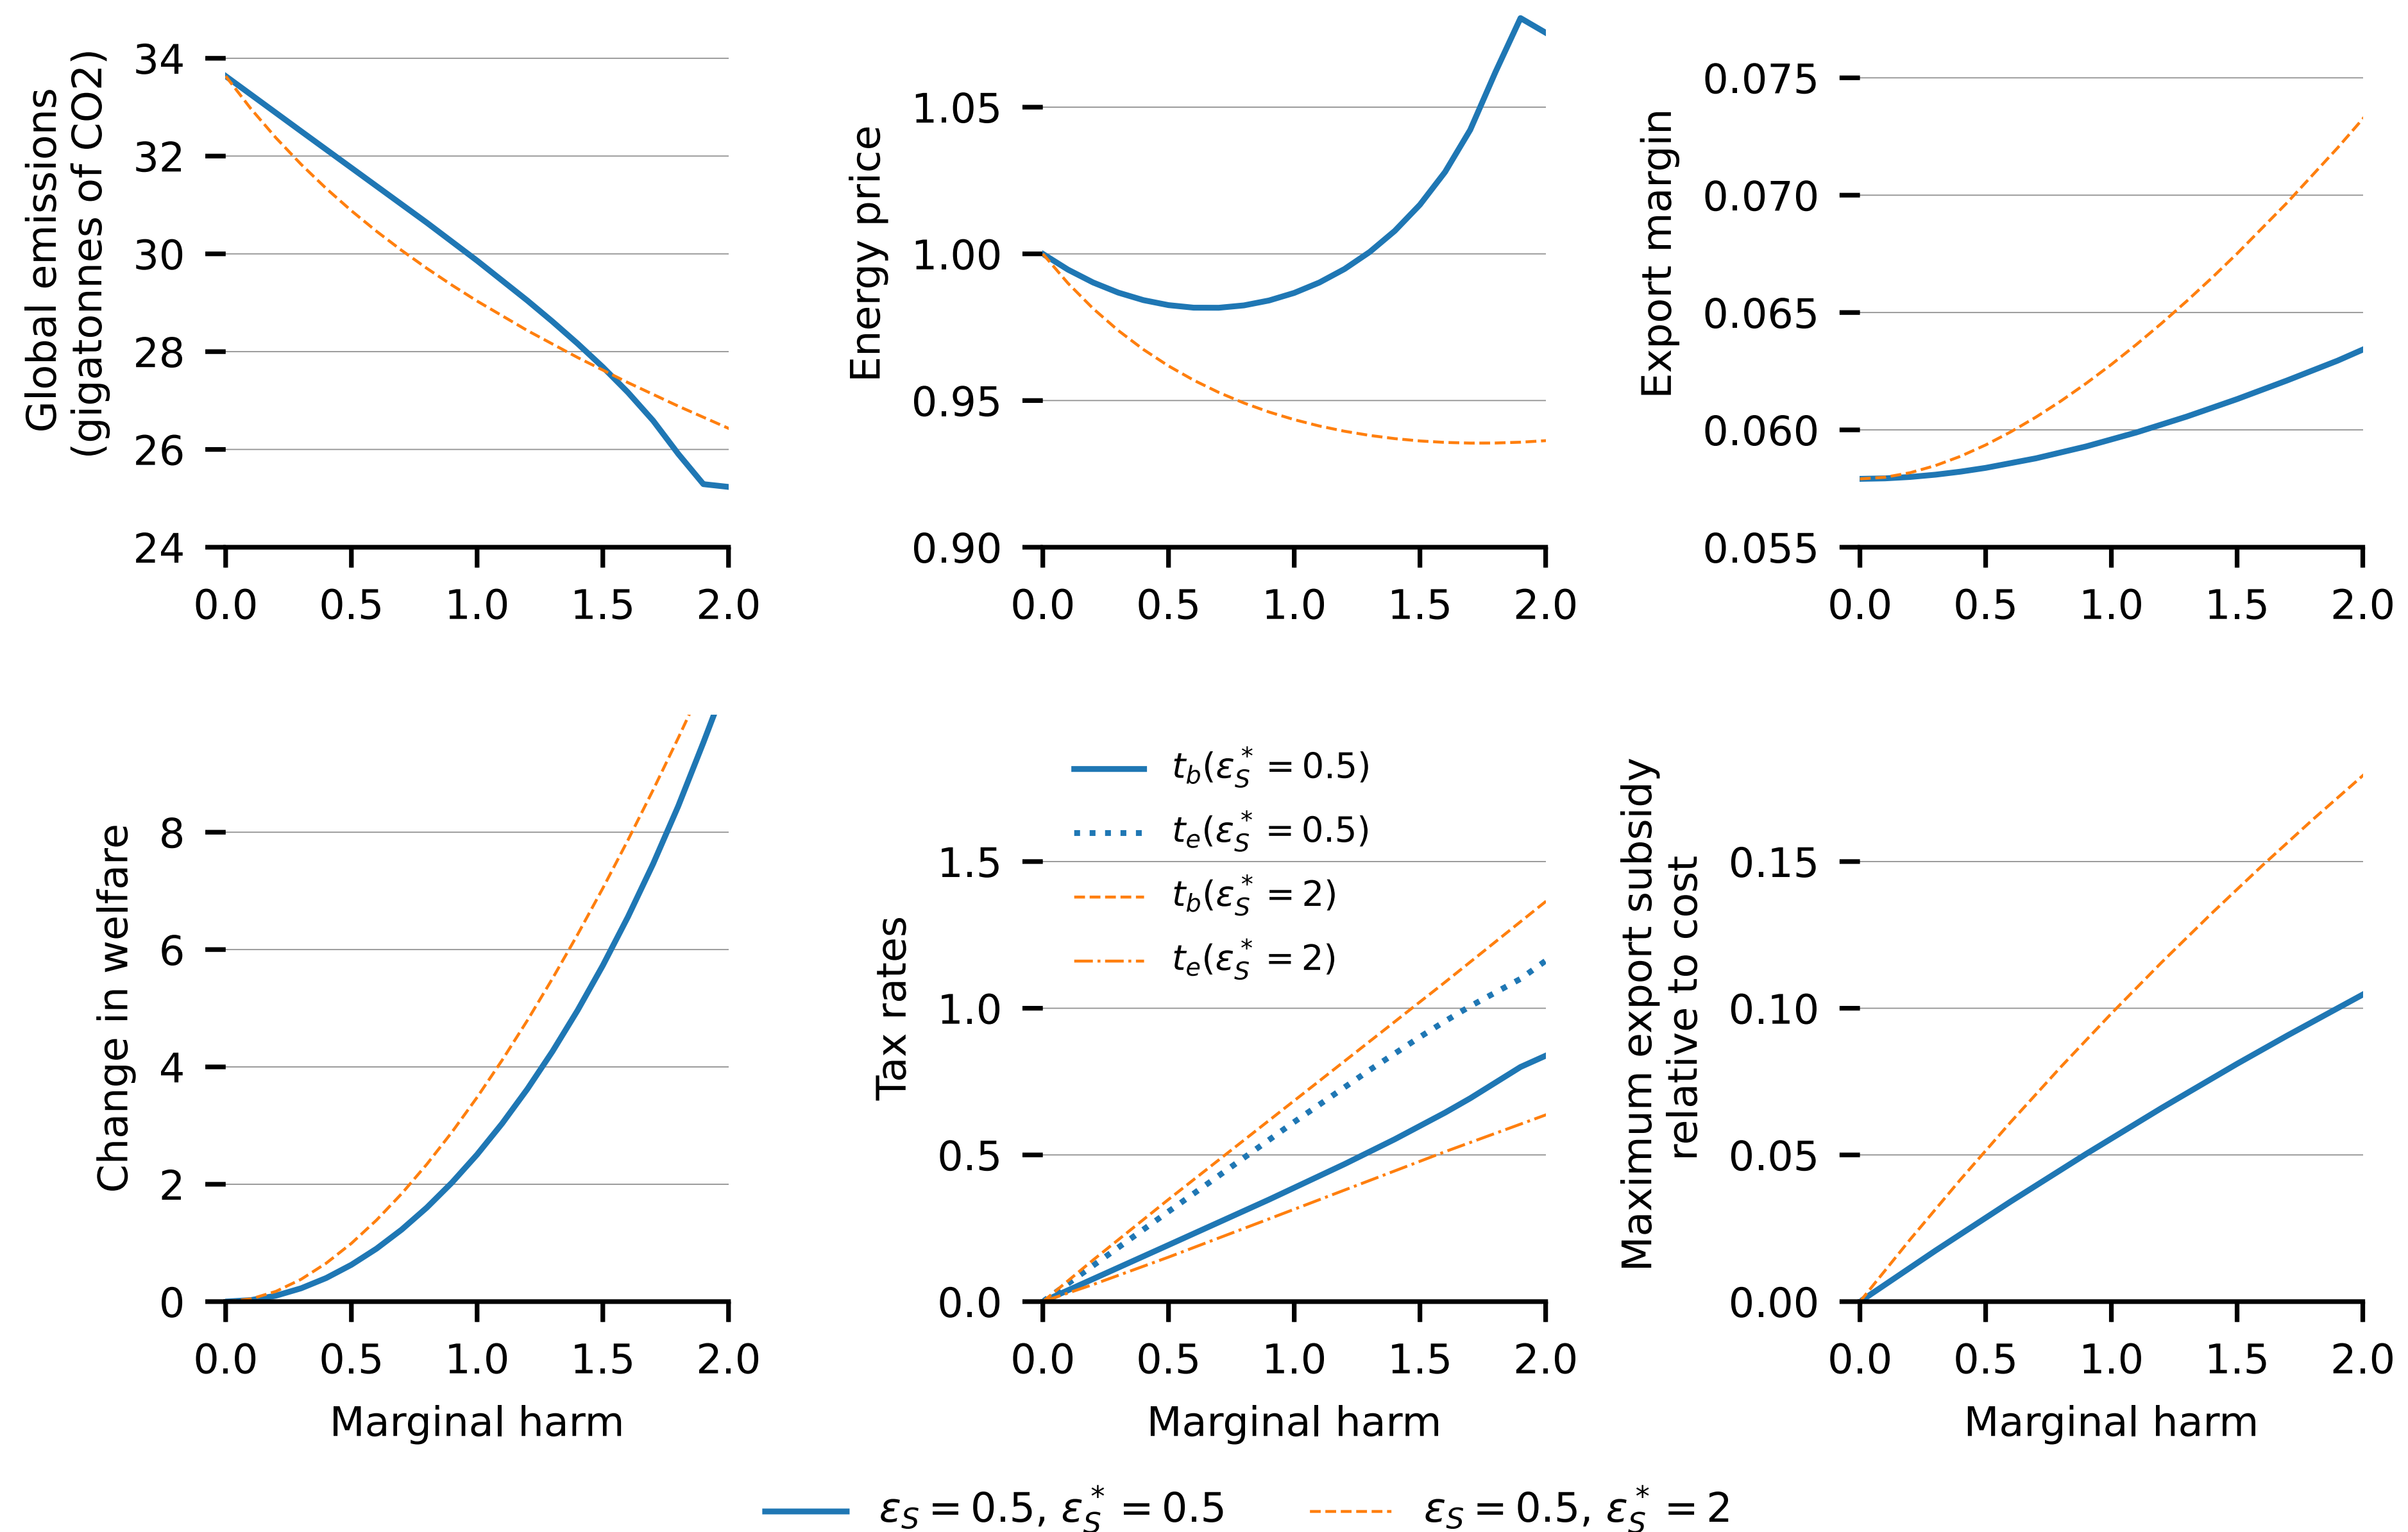 Global emissions
(gigatonnes of CO2)
34
32
30
28
26
24
0.0 0.5 1.0 1.5 2.0
Energy price
1.05
1.00
0.95
0.90
0.0 0.5 1.0 1.5 2.0
Export margin
0.075
0.070
0.065
0.060
0.055
0.0 0.5 1.0 1.5 2.0
Change in welfare
8
6
4
2
0
0.0 0.5 1.0 1.5 2.0
Marginal harm
Tax rates
t_b(ε_S^* = 0.5)
t_e(ε_S^* = 0.5)
t_b(ε_S^* = 2)
t_e(ε_S^* = 2)
1.5
1.0
0.5
0.0
0.0 0.5 1.0 1.5 2.0
Marginal harm
Maximum export subsidy
relative to cost
0.15
0.10
0.05
0.00
0.0 0.5 1.0 1.5 2.0
Marginal harm
ε_S = 0.5, ε_S^* = 0.5
ε_S = 0.5, ε_S^* = 2